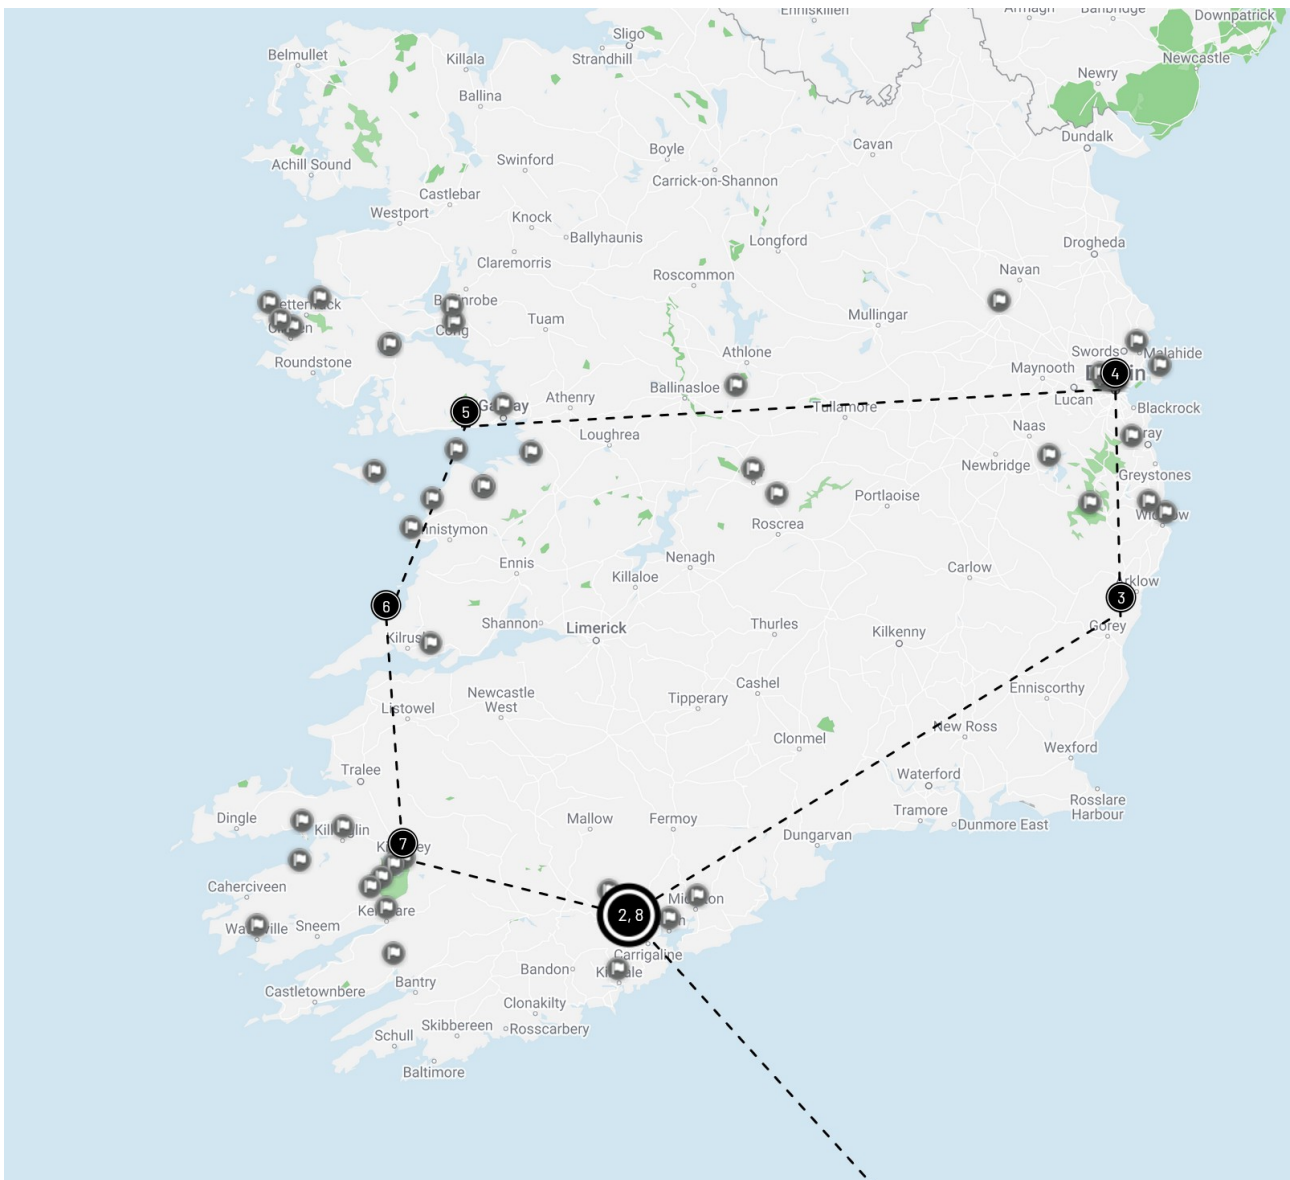 Enniskillen
Armagh
Banbridge
Downpatrick
Sligo
Strandhill
Belmullet
Killala
Newry
Newcastle
Ballina
Dundalk
Boyle
Cavan
Swinford
Achill Sound
Carrick-on-Shannon
Castlebar
Westport
Knock
Ballyhaunis
Longford
Drogheda
Claremorris
Roscommon
Navan
Tuam
Mullingar
Cong
Roundstone
Athlone
Swords
Malahide
Maynooth
4
Ballinasloe
Athenry
Lucan
5
Tullamore
Blackrock
Loughrea
Naas
Newbridge
Greystones
Portlaoise
Roscrea
Nenagh
Ennis
Killaloe
Carlow
3
6
Gorey
Shannon
Limerick
Thurles
Kilkenny
Newcastle
West
Tipperary
Cashel
Enniscorthy
Listowel
New Ross
Clonmel
Wexford
Tralee
Waterford
Rosslare
Harbour
Dingle
Mallow
Fermoy
Tramore
Dunmore East
Dungarvan
7
Caherciveen
2, 8
Sneem
Carrigaline
Bandon
Bantry
Castletownbere
Clonakilty
Skibbereen
Rosscarbery
Schull
Baltimore